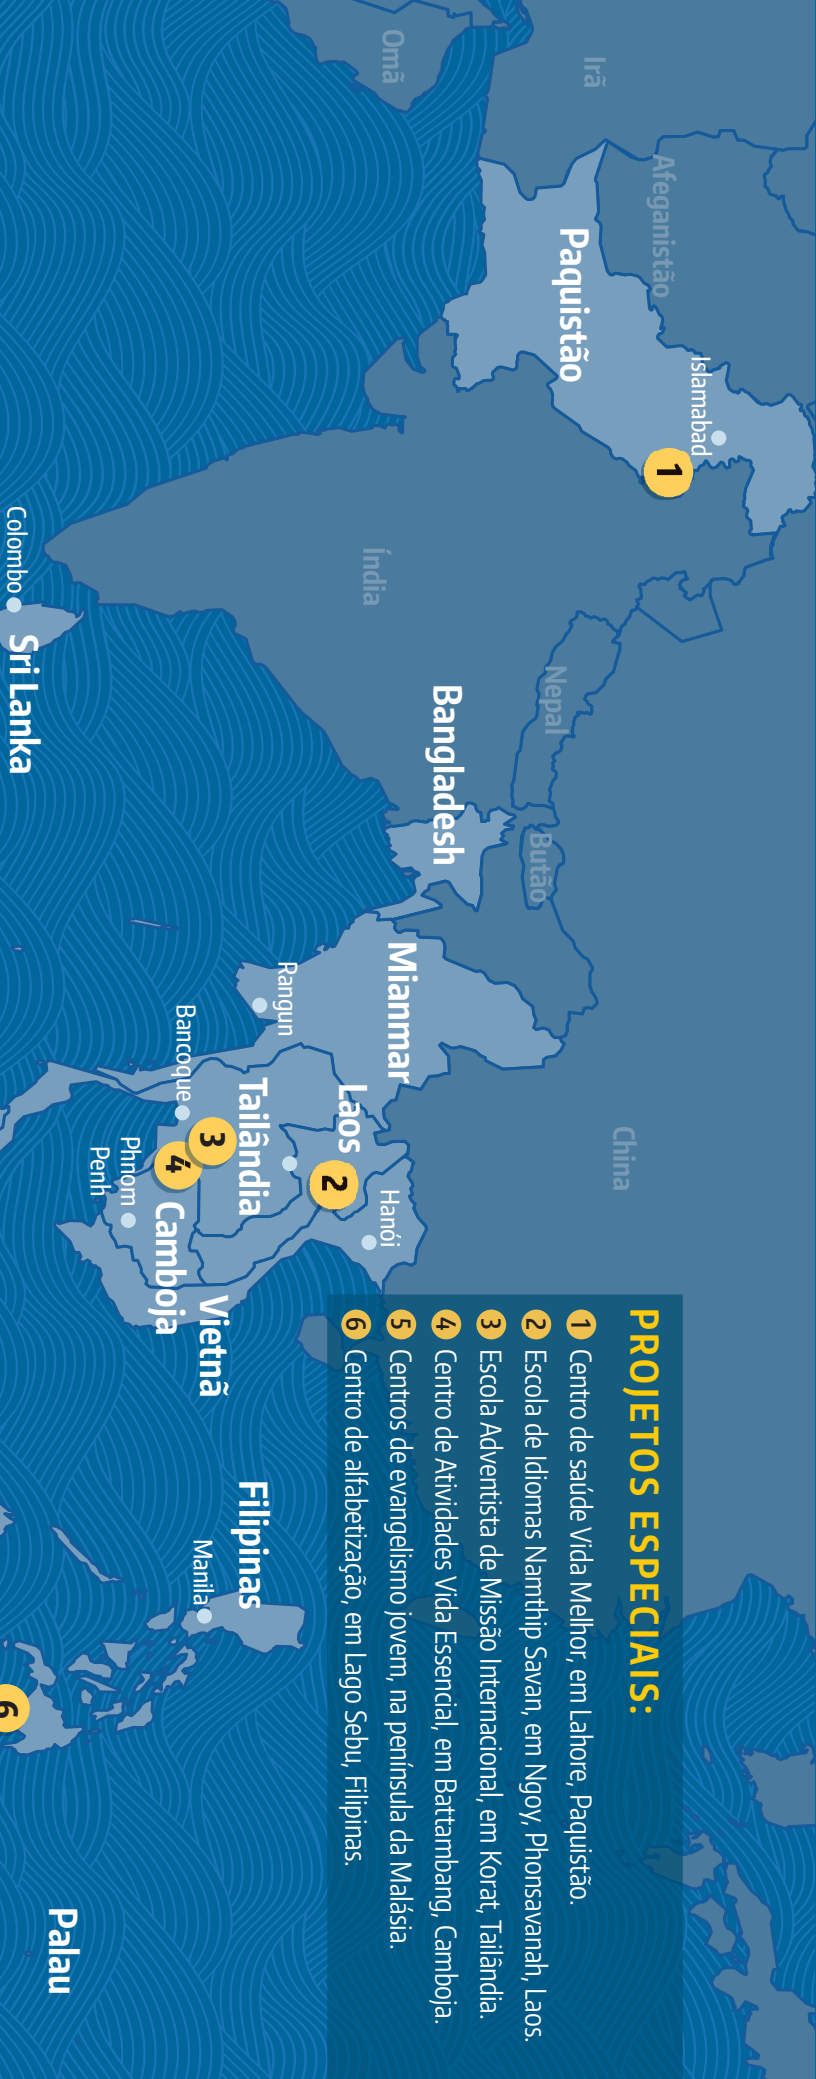 Omã
Irã
Afeganistão
Paquistão
Islamabad
1
Índia
Colombo
Sri Lanka
Nepal
Bangladesh
Butão
Mianmar
Rangun
Bancoque
Laos
Tailândia
2
3
4
Hanói
Phnom
Penh
Camboja
Vietnã
China
Filipinas
Manila
6
Palau
PROJETOS ESPECIAIS:
1 Centro de saúde Vida Melhor, em Lahore, Paquistão.
2 Escola de Idiomas Namthip Savan, em Ngoy, Phonsavanah, Laos.
3 Escola Adventista de Missão Internacional, em Korat, Tailândia.
4 Centro de Atividades Vida Essencial, em Battambang, Camboja.
5 Centros de evangelismo jovem, na península da Malásia.
6 Centro de alfabetização, em Lago Sebu, Filipinas.